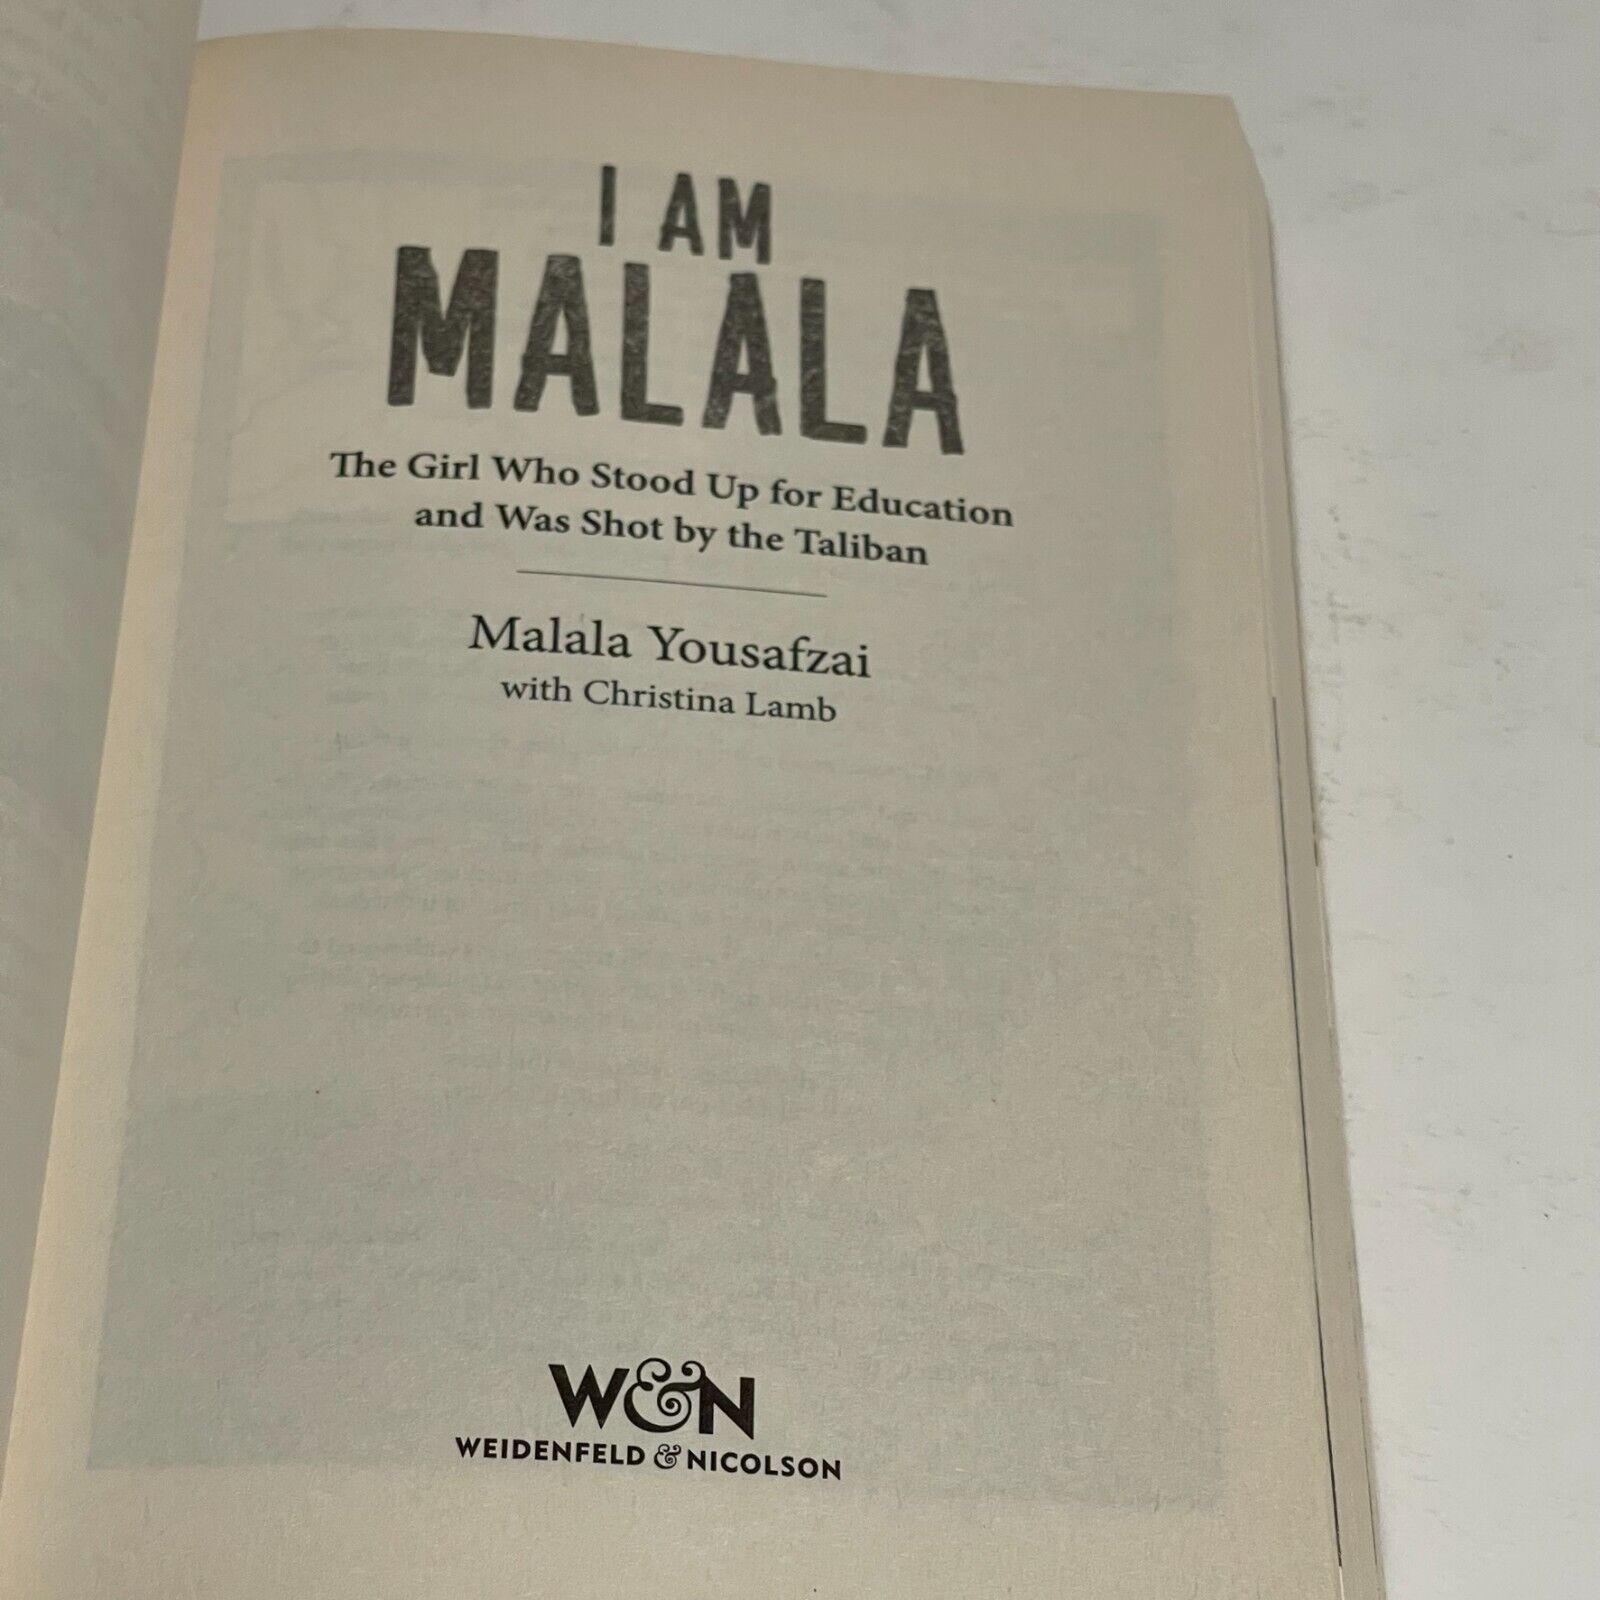 I AM
MALALA
The Girl Who Stood Up for Education
and Was Shot by the Taliban
Malala Yousafzai
with Christina Lamb
W&N
WEIDENFELD & NICOLSON